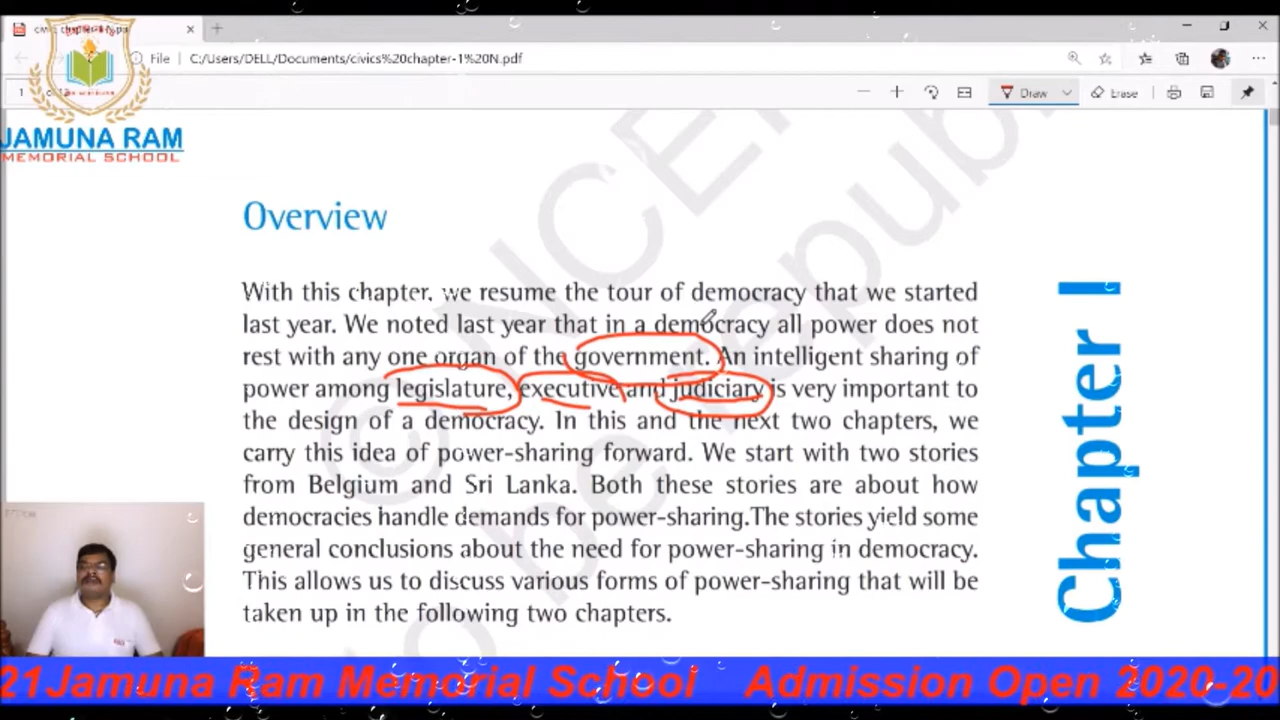 File
C:/Users/DELL/Documents/civics%20chapter-1%20N.pdf
1
Draw
Erase
JAMUNA RAM
MEMORIAL SCHOOL
Overview
With this chapter, we resume the tour of democracy that we started
last year. We noted last year that in a democracy all power does not
rest with any one organ of the government. An intelligent sharing of
power among legislature, executive and judiciary is very important to
the design of a democracy. In this and the next two chapters, we
carry this idea of power-sharing forward. We start with two stories
from Belgium and Sri Lanka. Both these stories are about how
democracies handle demands for power-sharing.The stories yield some
general conclusions about the need for power-sharing in democracy.
This allows us to discuss various forms of power-sharing that will be
taken up in the following two chapters.
Chapter I
21Jamuna Ram Memorial School Admission Open 2020-20